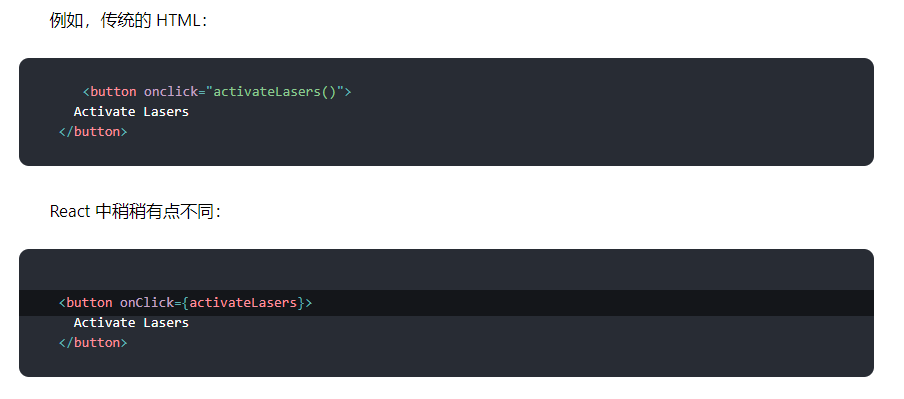 例如，传统的 HTML：
<button onclick="activateLasers()">
Activate Lasers
</button>
React 中稍稍有点不同：
<button onClick={activateLasers}>
Activate Lasers
</button>